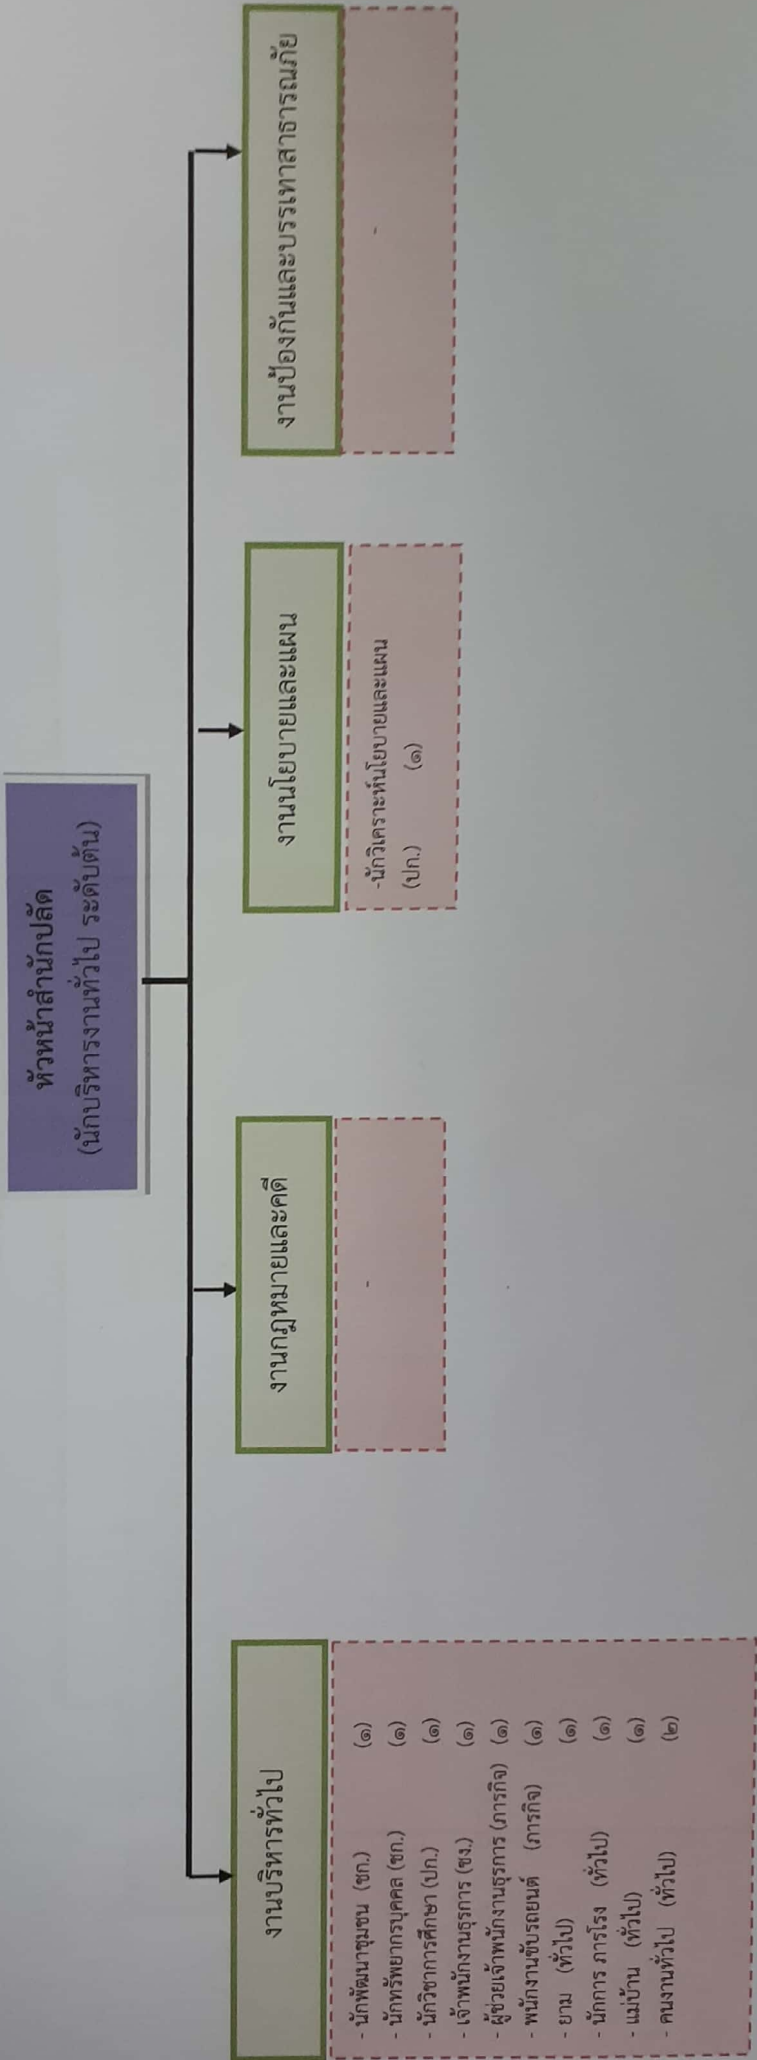 หัวหน้าสำนักปลัด
(นักบริหารงานทั่วไป ระดับต้น)
งานบริหารทั่วไป
- นักพัฒนาชุมชน (ชก.) (๑)
- นักทรัพยากรบุคคล (ชก.) (๑)
- นักวิชาการศึกษา (ปก.) (๑)
- เจ้าพนักงานธุรการ (ชง.) (๑)
- ผู้ช่วยเจ้าพนักงานธุรการ (ภารกิจ) (๑)
- พนักงานขับรถยนต์ (ภารกิจ) (๑)
- ยาม (ทั่วไป) (๑)
- นักการ ภารโรง (ทั่วไป) (๑)
- แม่บ้าน (ทั่วไป) (๑)
- คนงานทั่วไป (ทั่วไป) (๒)
งานกฎหมายและคดี
-
งานนโยบายและแผน
-นักวิเคราะห์นโยบายและแผน
(ปก.) (๑)
งานป้องกันและบรรเทาสาธารณภัย
-